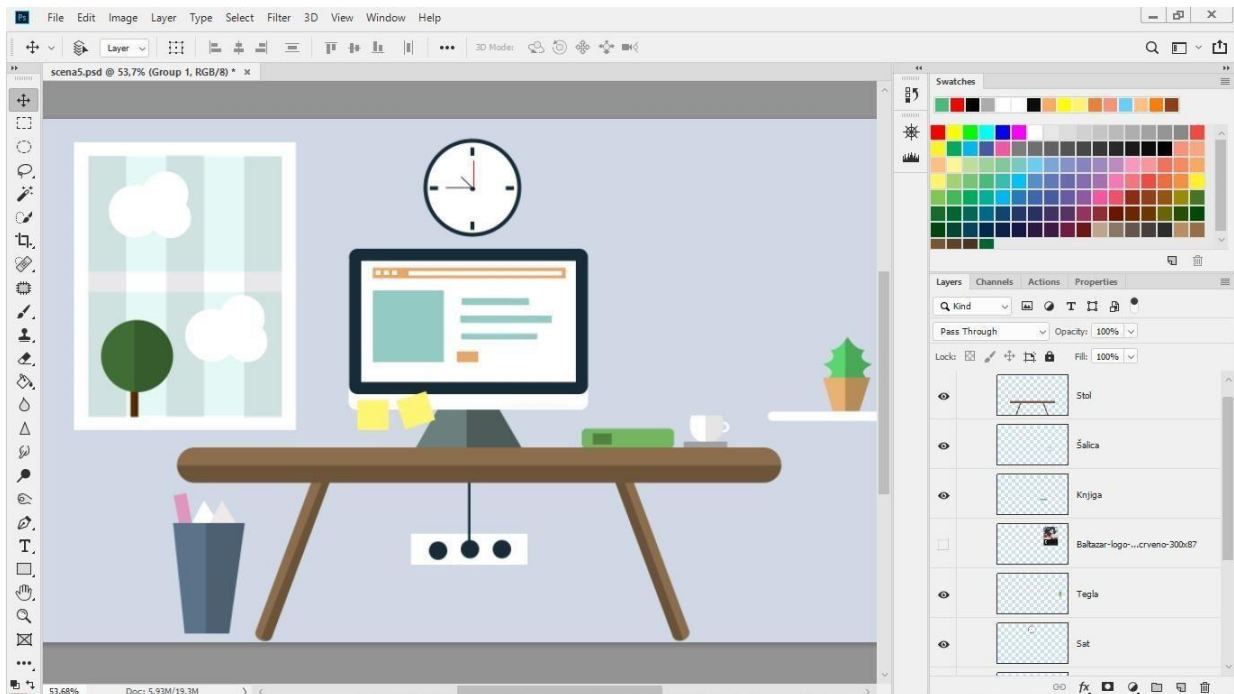 Ps File Edit Image Layer Type Select Filter 3D View Window Help
Layer 3D Mode:
scena5.psd @ 53,7% (Group 1, RGB/8) *
Swatches
Layers Channels Actions Properties
Kind
Pass Through Opacity: 100%
Lock: Fill: 100%
Stol
Šalica
Knjiga
Baltazar-logo-...crveno-300x87
Tegla
Sat
53,68% Doc: 5,93M/19,3M
fx